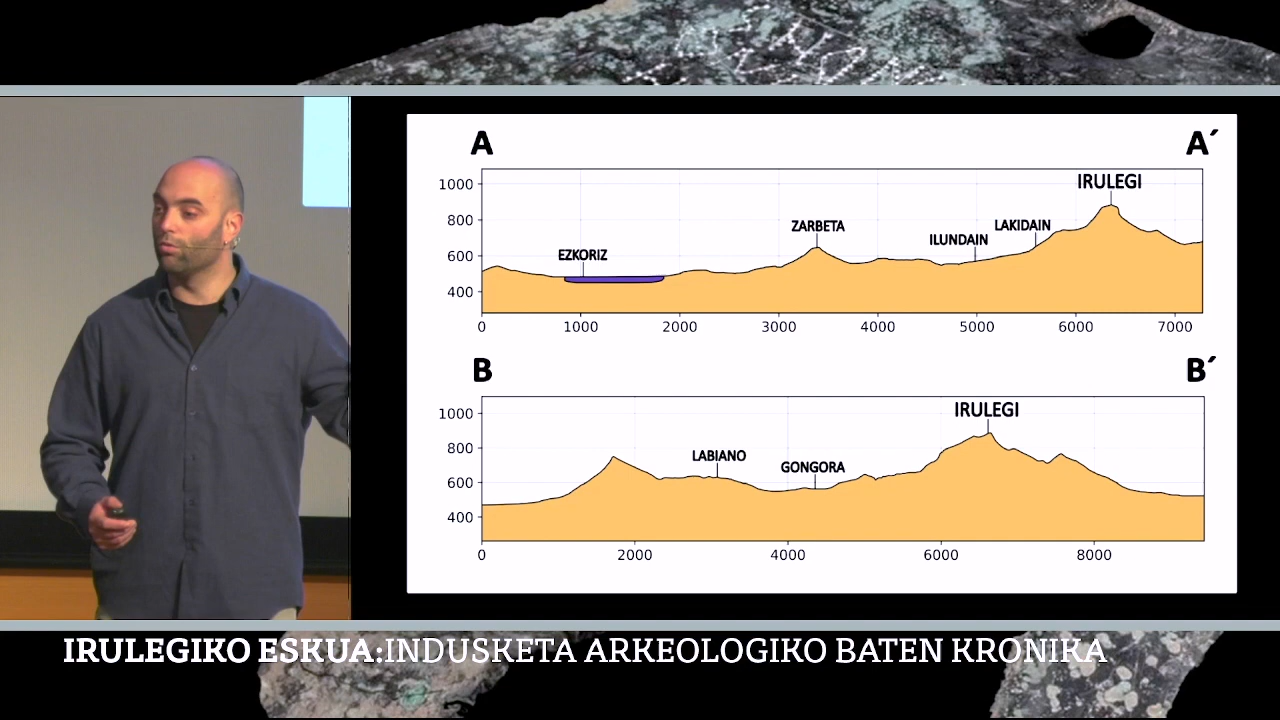 A A´
1000
800
600
400
IRULEGI
ZARBETA
LAKIDAIN
ILUNDAIN
EZKORIZ
0 1000 2000 3000 4000 5000 6000 7000
B B´
1000
800
600
400
IRULEGI
LABIANO
GONGORA
0 2000 4000 6000 8000
IRULEGIKO ESKUA:INDUSKETA ARKEOLOGIKO BATEN KRONIKA